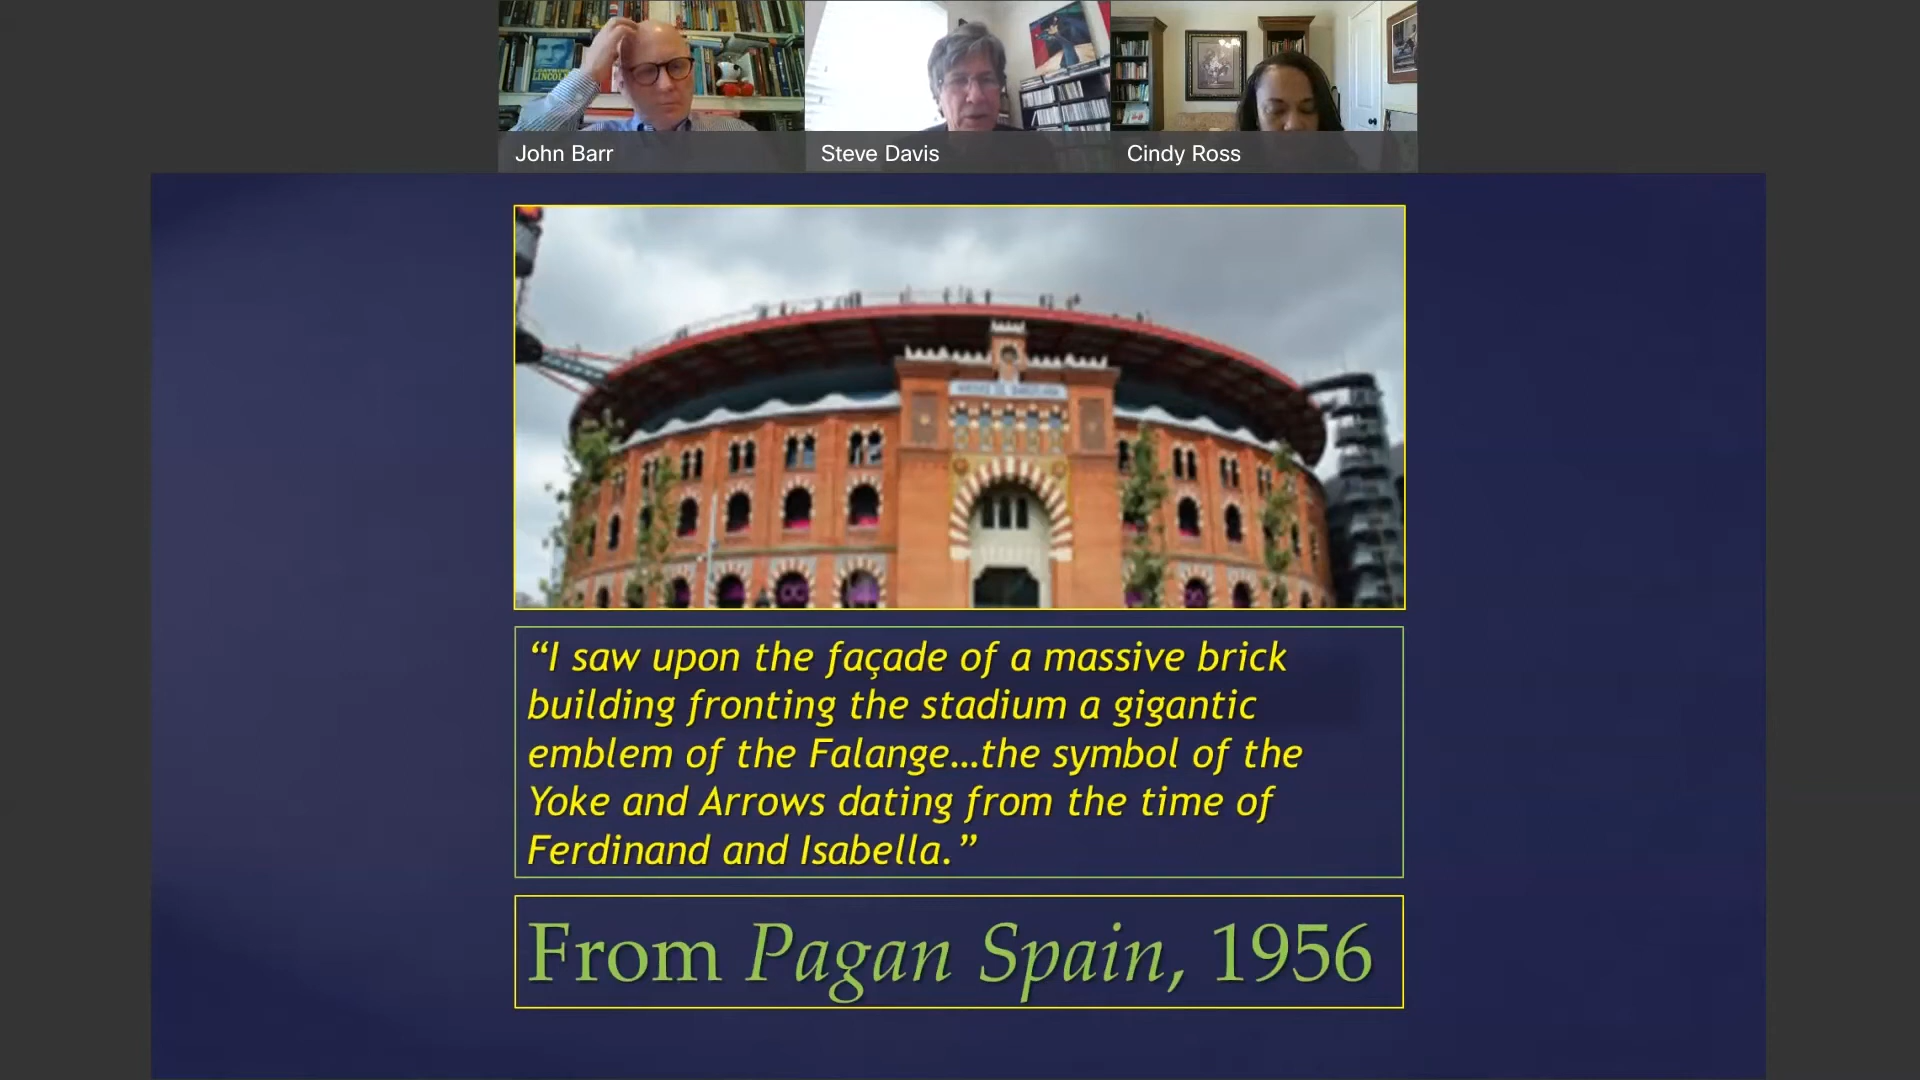 LINCOLN
John Barr
Steve Davis
Cindy Ross
“I saw upon the façade of a massive brick
building fronting the stadium a gigantic
emblem of the Falange…the symbol of the
Yoke and Arrows dating from the time of
Ferdinand and Isabella.”
From Pagan Spain, 1956